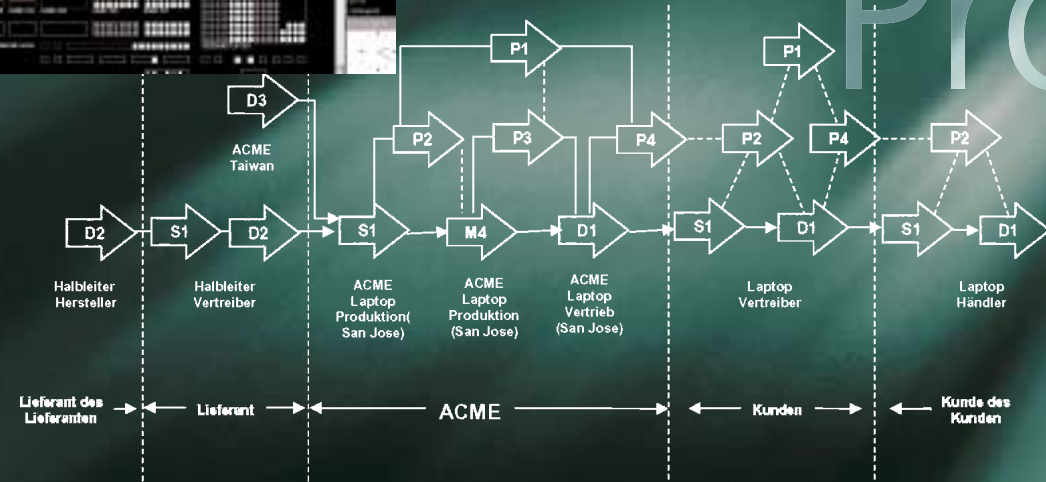 Pro
P1
P1
D3
P2
P3
P4
P2
P4
P2
ACME
Taiwan
D2
S1
D2
S1
M4
D1
S1
D1
S1
D1
Halbleiter
Hersteller
Halbleiter
Vertreiber
ACME
Laptop
Produktion(
San Jose)
ACME
Laptop
Produktion
(San Jose)
ACME
Laptop
Vertrieb
(San Jose)
Laptop
Vertreiber
Laptop
Händler
Lieferant des
Lieferanten
Lieferant
ACME
Kunden
Kunde des
Kunden